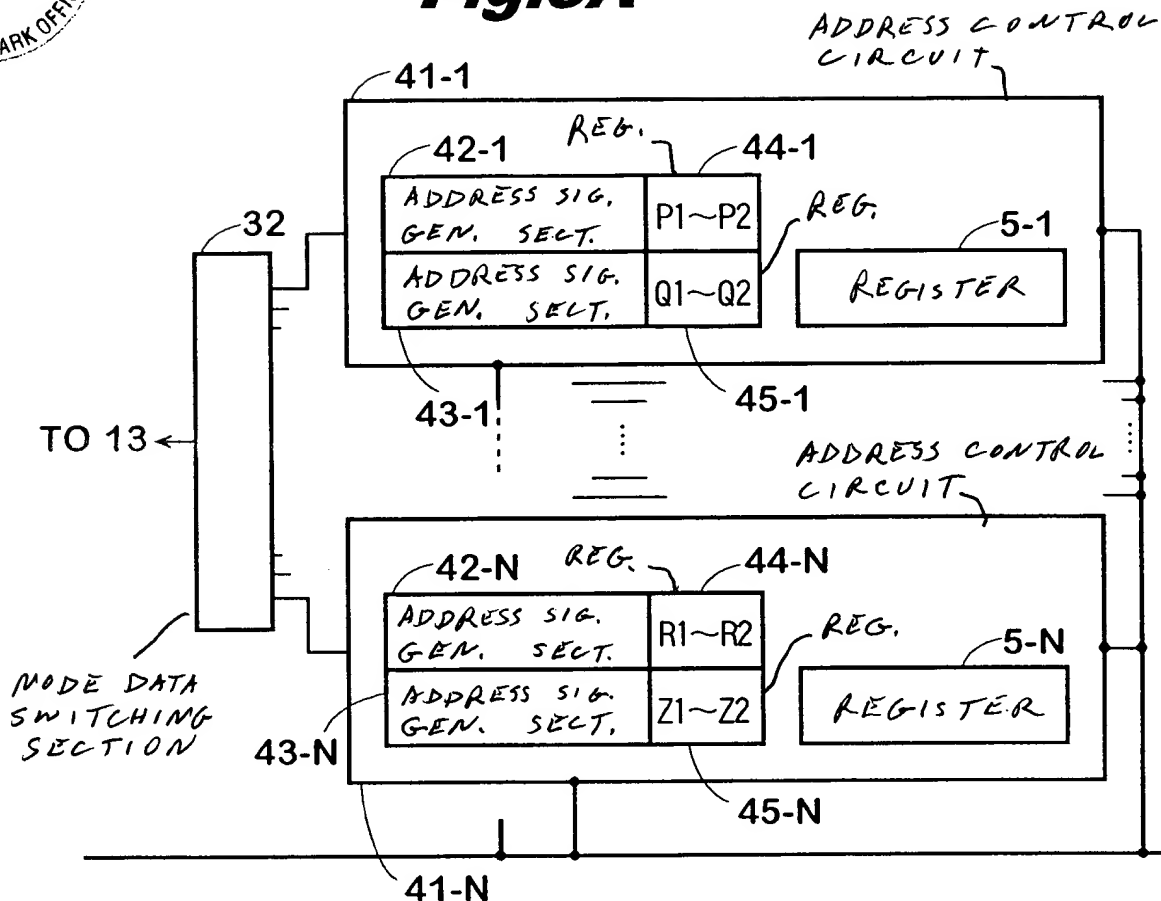 ARK OFFI
ADDRESS CONTROL
CIRCUIT
41-1
REG.
42-1
44-1
ADDRESS SIG.
GEN. SECT.
P1~P2
REG.
5-1
32
ADDRESS SIG.
GEN. SECT.
Q1~Q2
REGISTER
43-1
45-1
TO 13
ADDRESS CONTROL
CIRCUIT
REG.
42-N
44-N
ADDRESS SIG.
GEN. SECT.
R1~R2
REG.
5-N
ADDRESS SIG.
GEN. SECT.
Z1~Z2
REGISTER
MODE DATA
SWITCHING
SECTION
43-N
45-N
41-N